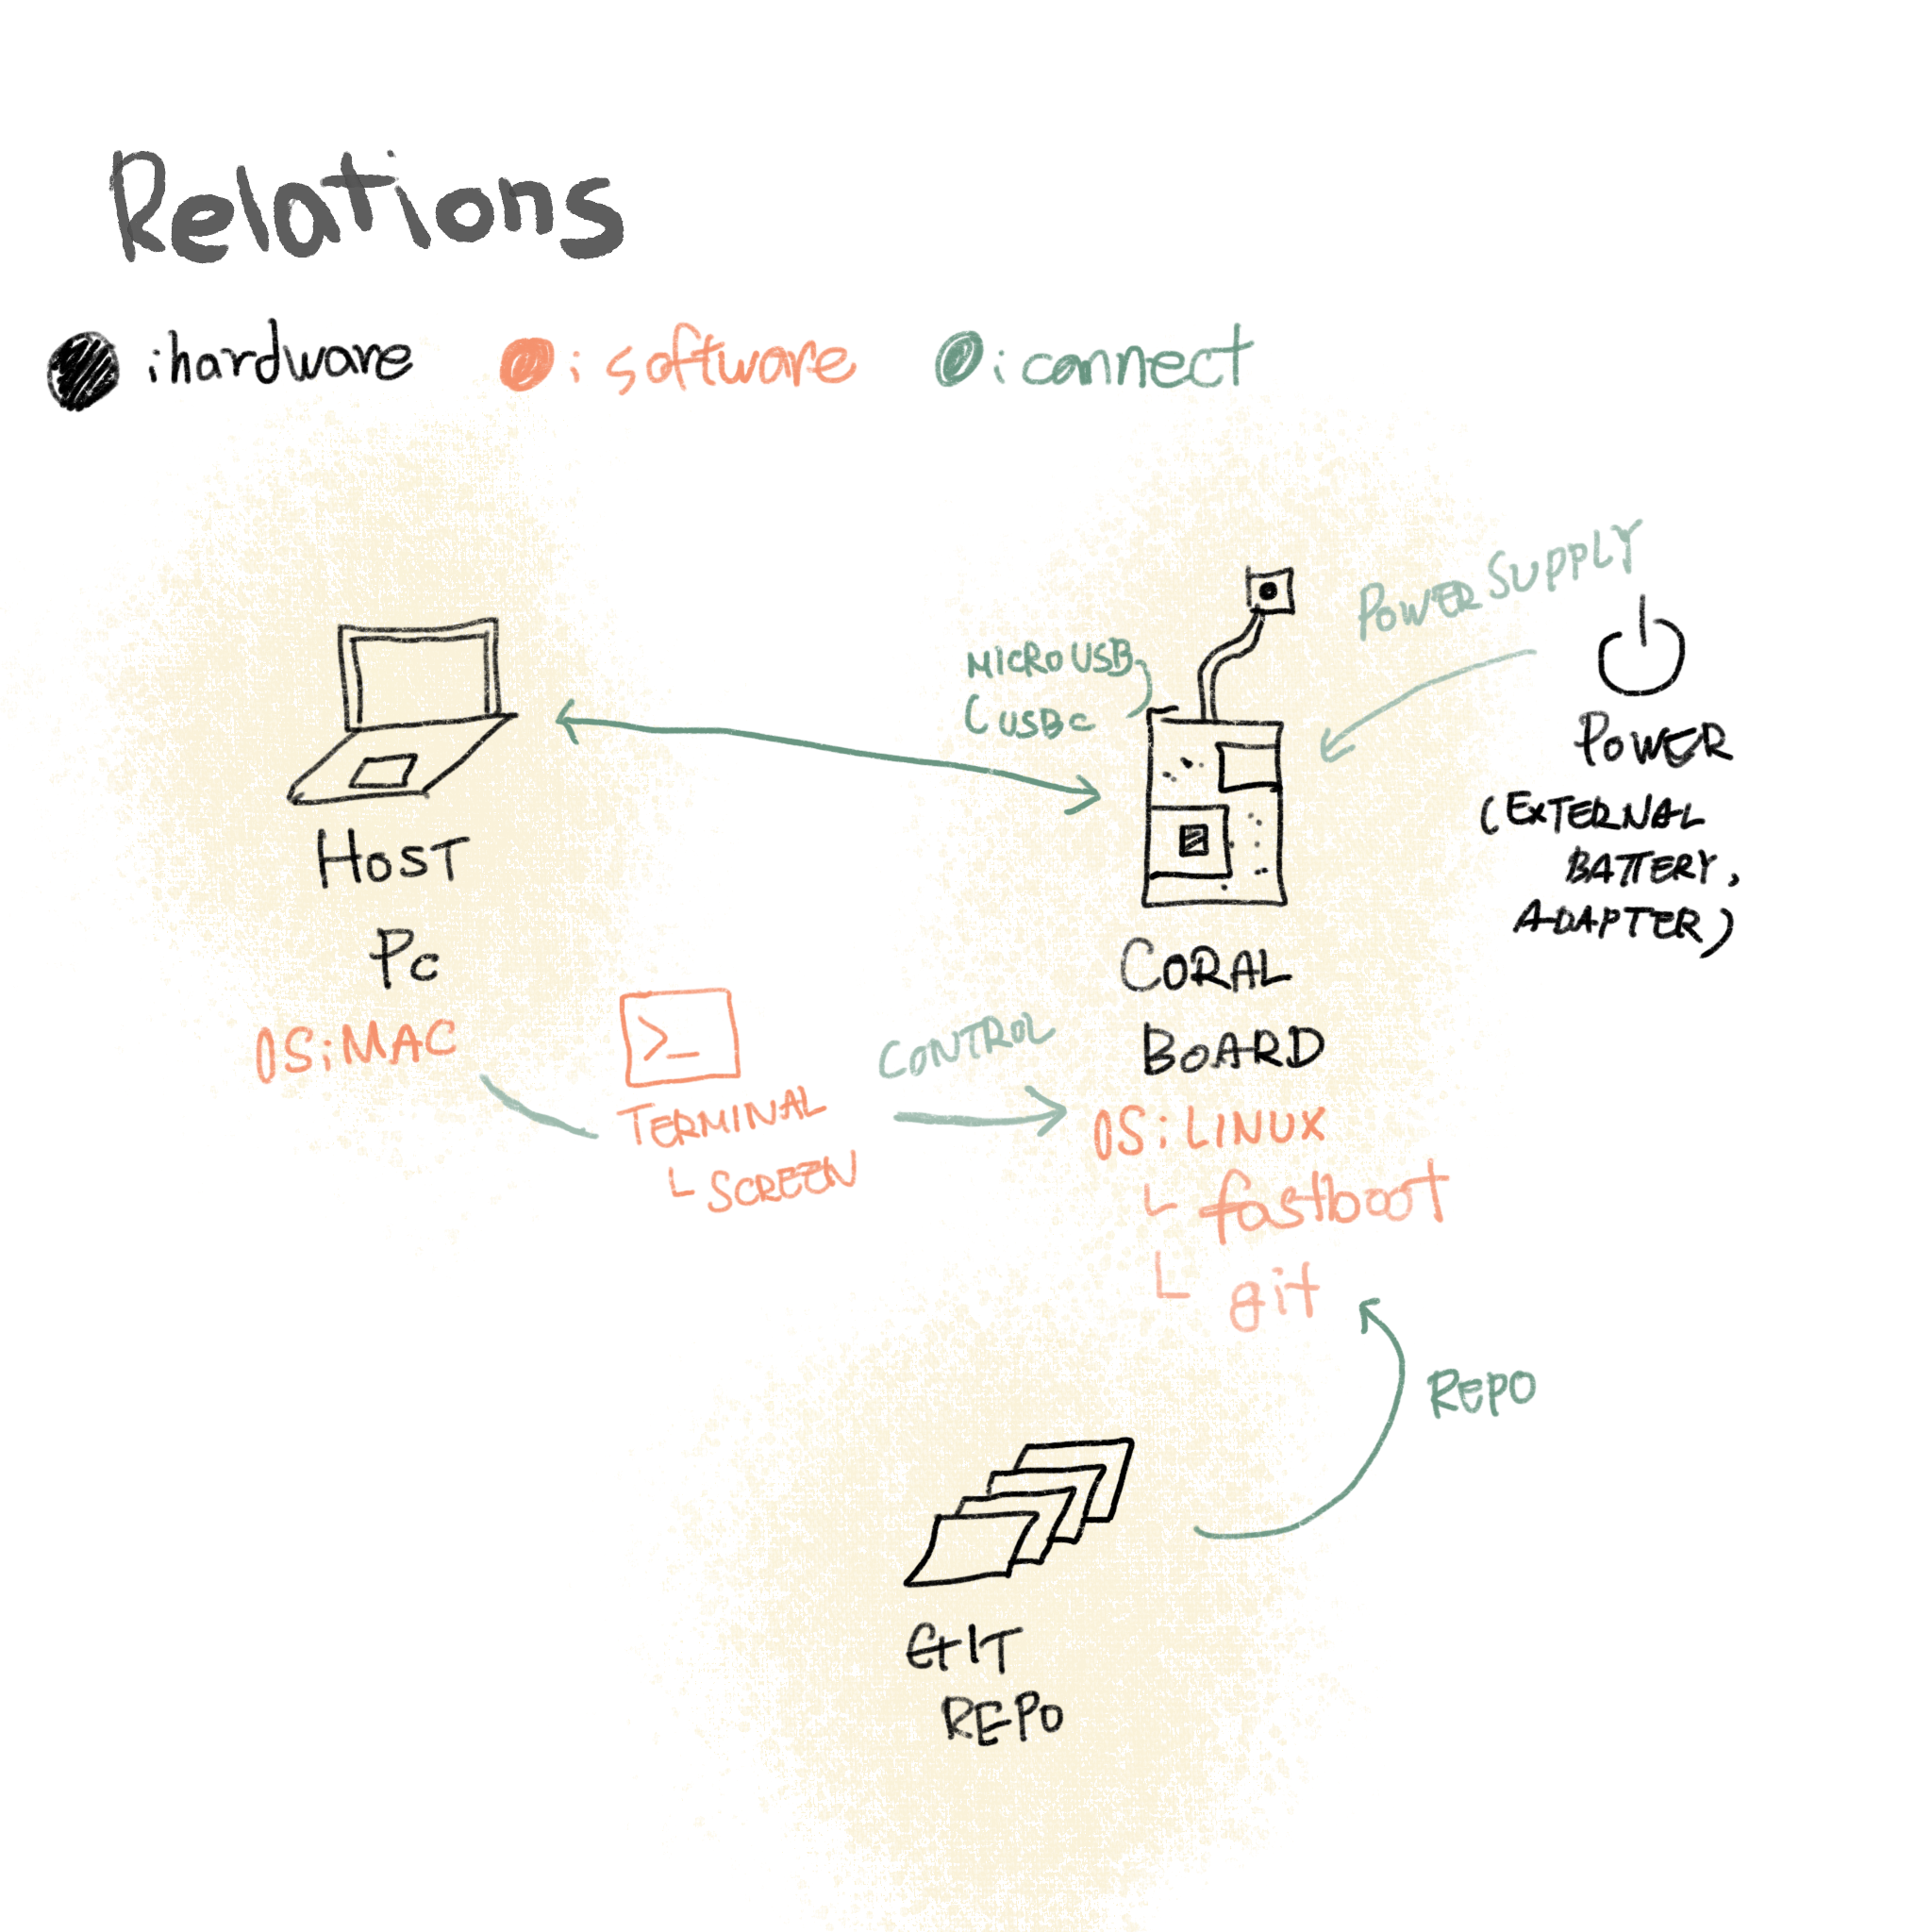 Relations
: hardware
: software
: connect
POWER SUPPLY
MICRO USB
USB C
POWER
(EXTERNAL
BATTERY,
ADAPTER)
HOST
PC
OS: MAC
>_
TERMINAL
└ SCREEN
CONTROL
CORAL
BOARD
OS: LINUX
└ fastboot
└ git
REPO
GIT
REPO